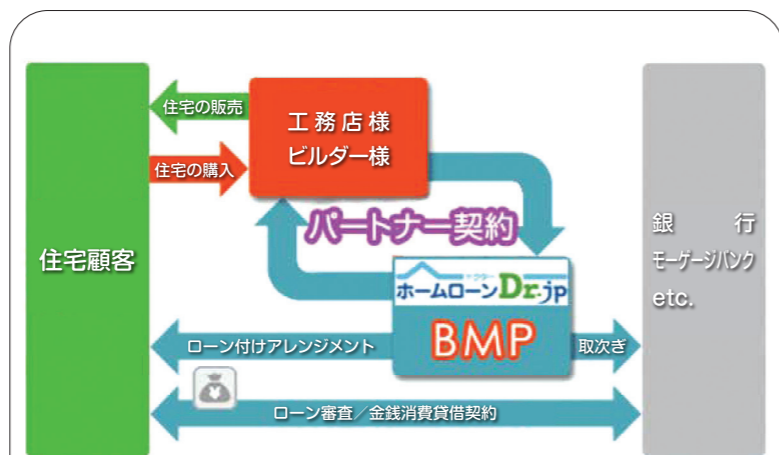 住宅の販売
工務店様
ビルダー様
住宅の購入
パートナー契約
住宅顧客
銀行
モーゲージバンク
etc.
ドクター
ホームローンDr.jp
BMP
ローン付けアレンジメント
取次ぎ
¥
ローン審査/金銭消費貸借契約